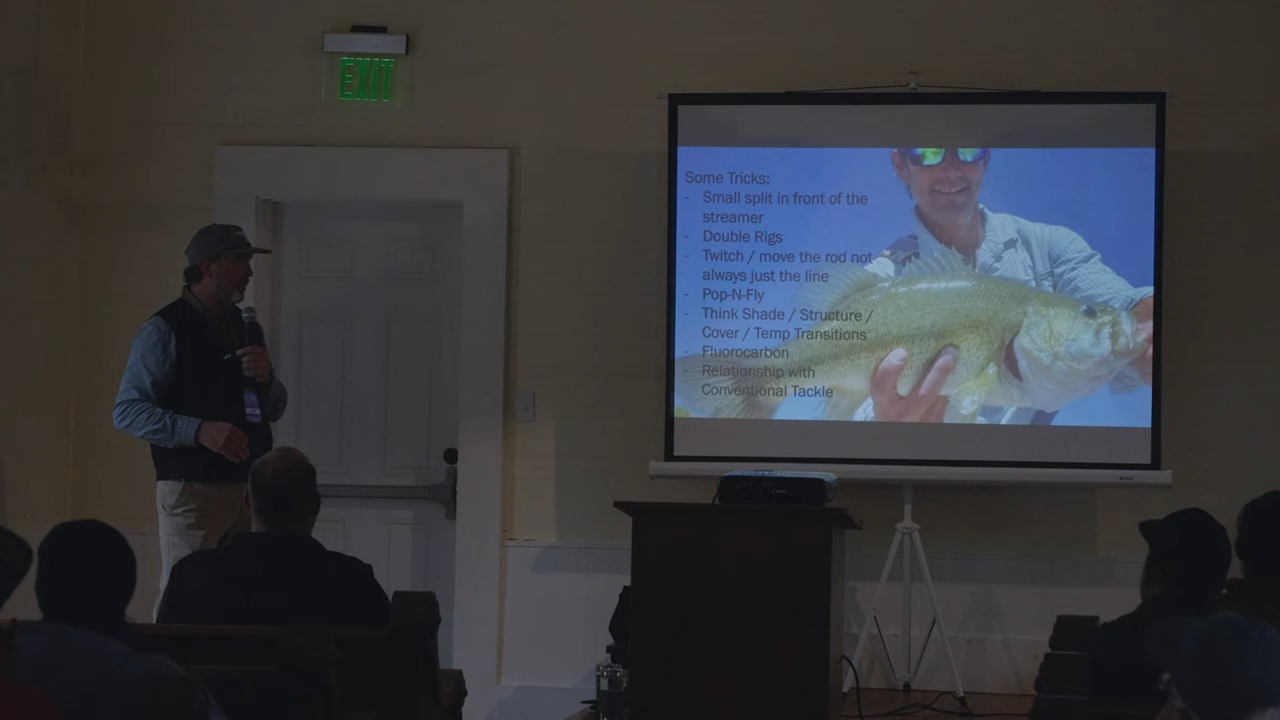 EXIT
Some Tricks:
- Small split in front of the
streamer
- Double Rigs
- Twitch / move the rod not
always just the line
- Pop-N-Fly
- Think Shade / Structure /
Cover / Temp Transitions
- Fluorocarbon
- Relationship with
Conventional Tackle